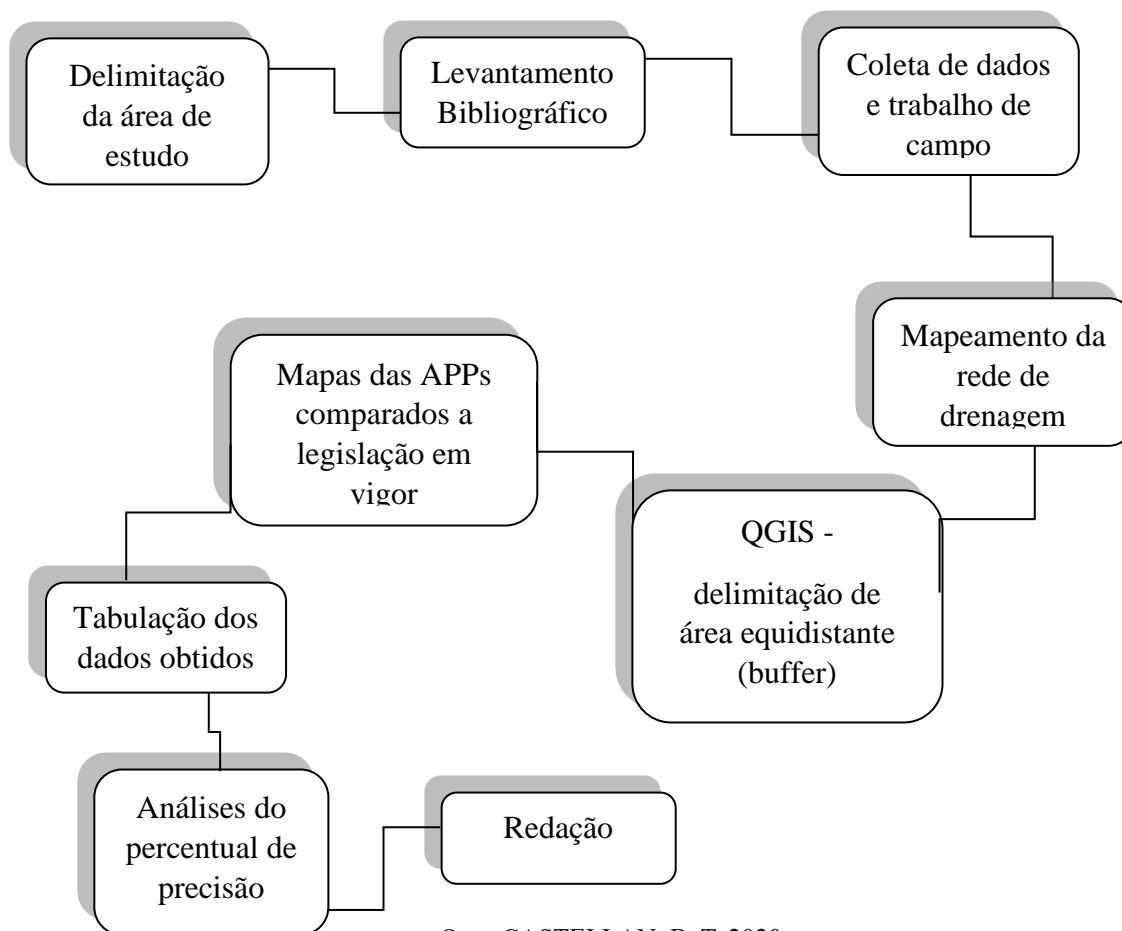 Delimitação
da área de
estudo
Levantamento
Bibliográfico
Coleta de dados
e trabalho de
campo
Mapeamento da
rede de
drenagem
QGIS -
delimitação de
área equidistante
(buffer)
Mapas das APPs
comparados a
legislação em
vigor
Tabulação dos
dados obtidos
Análises do
percentual de
precisão
Redação
CASTELLAN, R. T. 2020